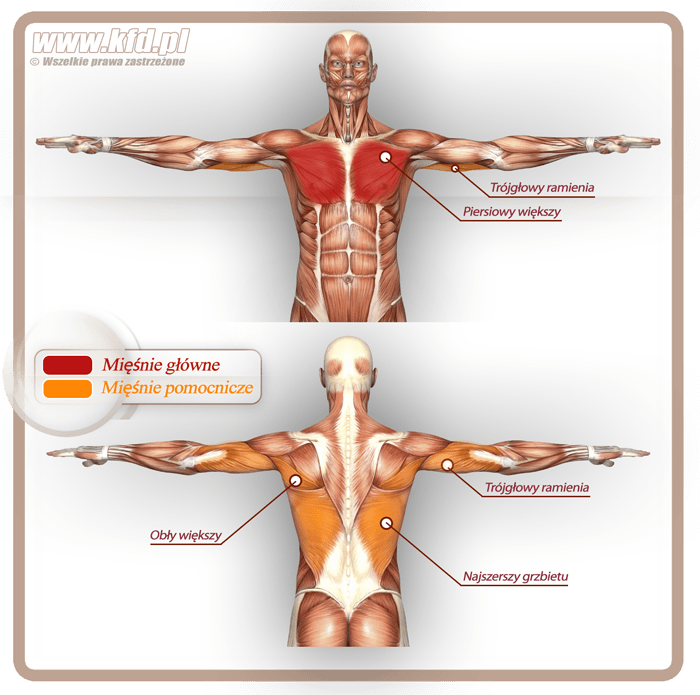 www.kfd.pl
© Wszelkie prawa zastrzeżone
Trójgłowy ramienia
Piersiowy większy
Mięśnie główne
Mięśnie pomocnicze
Trójgłowy ramienia
Obły większy
Najszerszy grzbietu